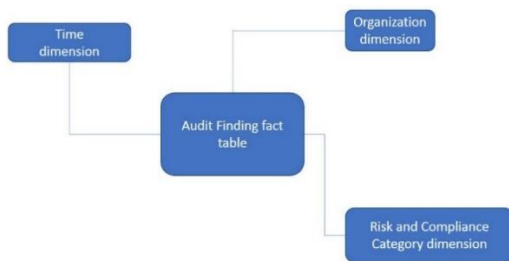 Organization
dimension
Time
dimension
Audit Finding fact
table
Risk and Compliance
Category dimension